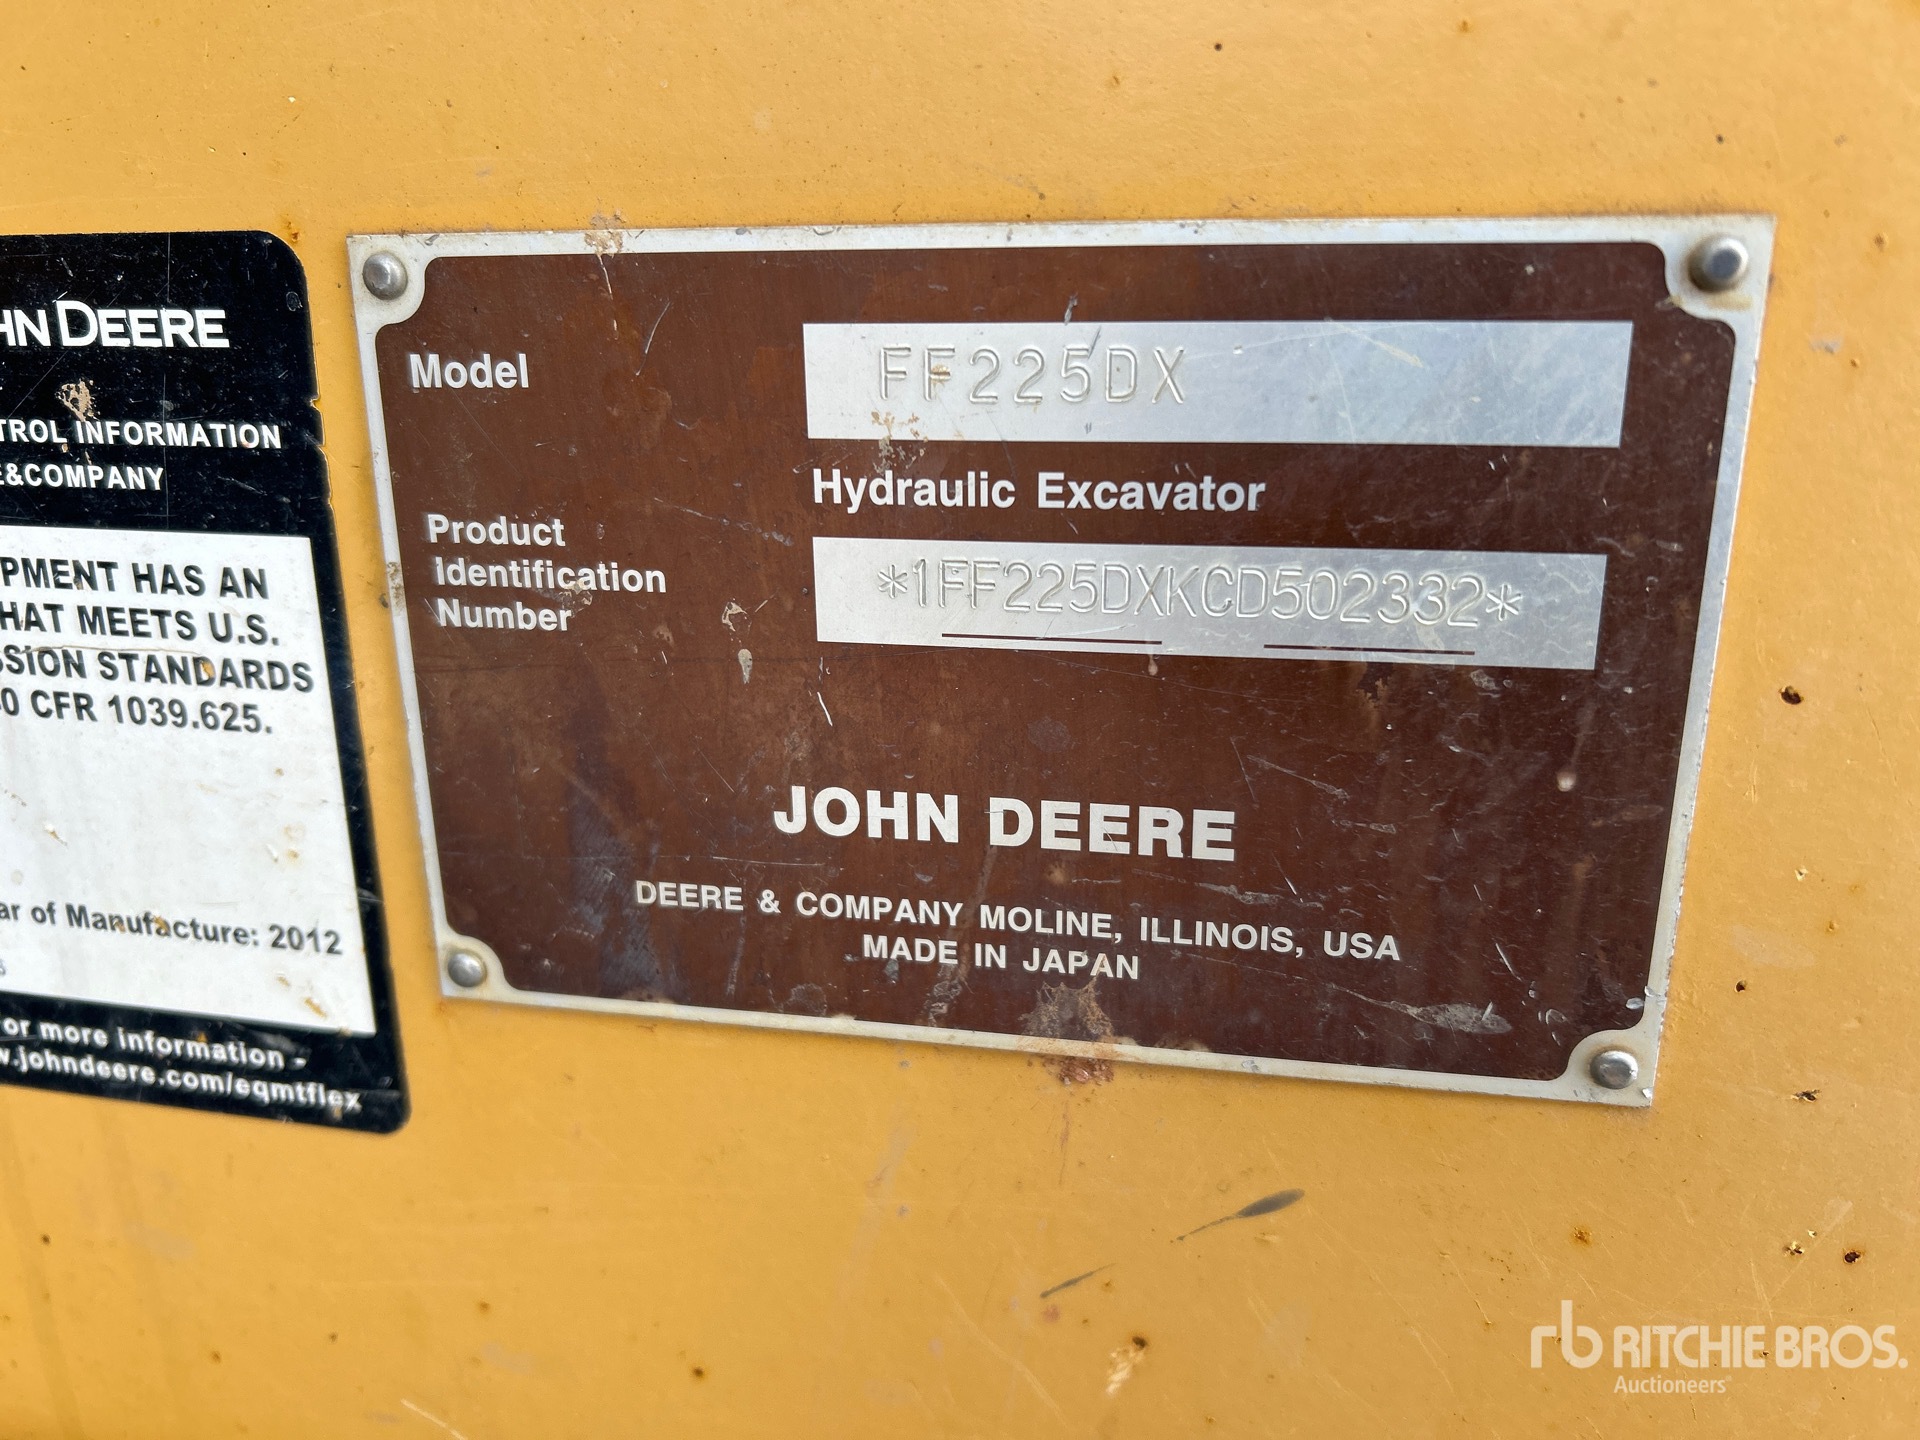 HN DEERE
TROL INFORMATION
E&COMPANY
PMENT HAS AN
HAT MEETS U.S.
SSION STANDARDS
0 CFR 1039.625.
ar of Manufacture: 2012
or more information -
w.johndeere.com/eqmtflex
Model FF225DX
Hydraulic Excavator
Product
Identification
Number
*1FF225DXKCD502332*
JOHN DEERE
DEERE & COMPANY MOLINE, ILLINOIS, USA
MADE IN JAPAN
rb RITCHIE BROS.
Auctioneers